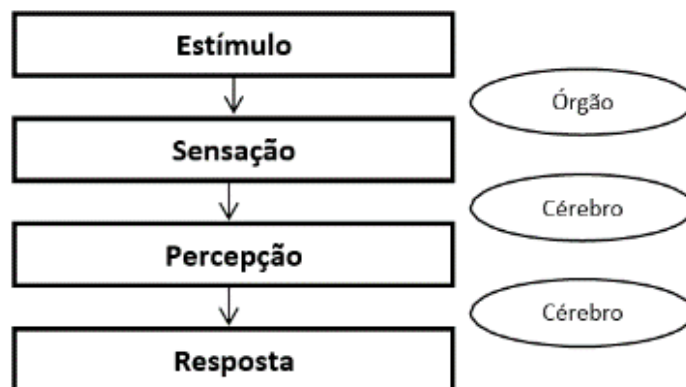 Estímulo
Órgão
Sensação
Cérebro
Percepção
Cérebro
Resposta